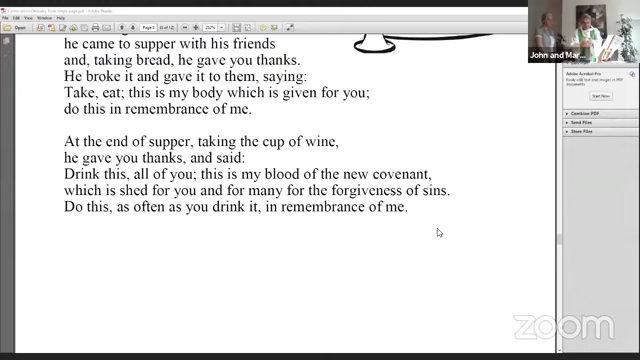 File Edit View Window Help
Open
252%
John and Mar...
he came to supper with his friends
and, taking bread, he gave you thanks.
He broke it and gave it to them, saying:
Take, eat; this is my body which is given for you;
do this in remembrance of me.
At the end of supper, taking the cup of wine,
he gave you thanks, and said:
Drink this, all of you; this is my blood of the new covenant,
which is shed for you and for many for the forgiveness of sins.
Do this, as often as you drink it, in remembrance of me.
Adobe Acrobat Pro
Start Now
Combine PDF
Send Files
Store Files
zoom